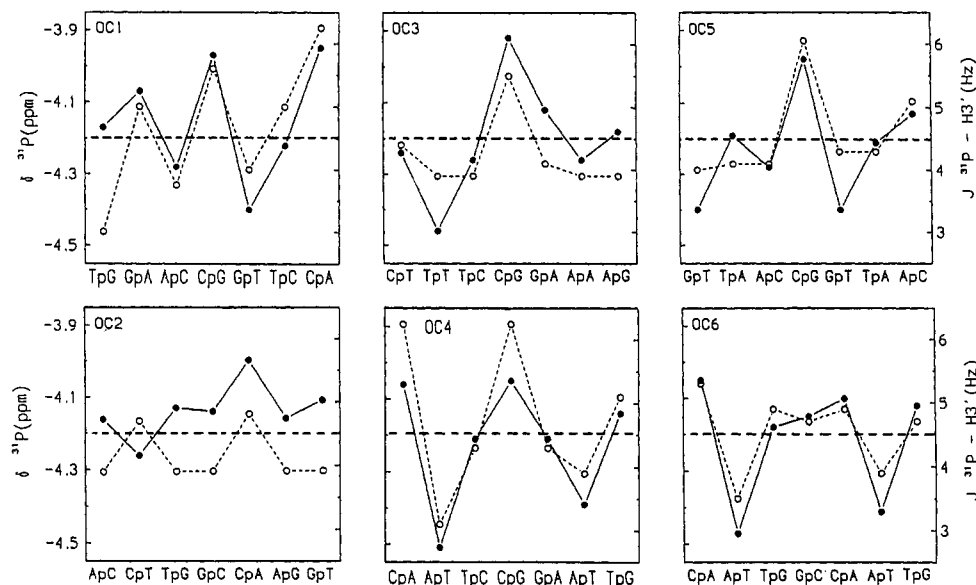 OC1
OC3
OC5
δ ³¹P(ppm)
-3.9
-4.1
-4.3
-4.5
6
5
4
3
J ³¹P - H3' (Hz)
TpG GpA ApC CpG GpT TpC CpA
CpT TpT TpC CpG GpA ApA ApG
GpT TpA ApC CpG GpT TpA ApC
OC2
OC4
OC6
δ ³¹P(ppm)
-3.9
-4.1
-4.3
-4.5
6
5
4
3
J ³¹P - H3' (Hz)
ApC CpT TpG GpC CpA ApG GpT
CpA ApT TpC CpG GpA ApT TpG
CpA ApT TpG GpC CpA ApT TpG